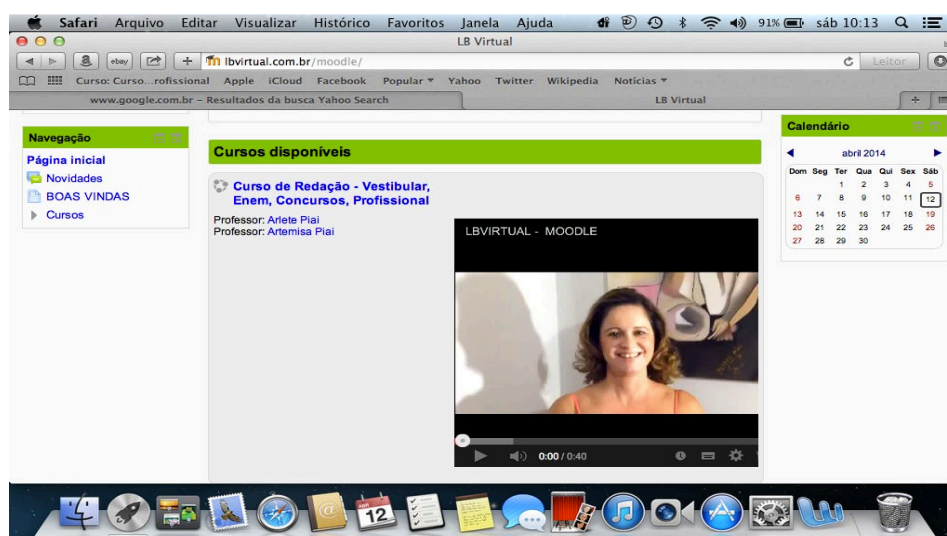 Safari Arquivo Editar Visualizar Histórico Favoritos Janela Ajuda 91% sáb 10:13
LB Virtual
ebay lbvirtual.com.br/moodle/ Leitor
Curso: Curso...rofissional Apple iCloud Facebook Popular Yahoo Twitter Wikipedia Notícias
www.google.com.br – Resultados da busca Yahoo Search
LB Virtual
Navegação
Página inicial
Novidades
BOAS VINDAS
Cursos
Cursos disponíveis
Curso de Redação - Vestibular,
Enem, Concursos, Profissional
Professor: Arlete Piai
Professor: Artemisa Piai
LBVIRTUAL - MOODLE
0:00 / 0:40
Calendário
abril 2014
Dom Seg Ter Qua Qui Sex Sáb
1 2 3 4 5
6 7 8 9 10 11 12
13 14 15 16 17 18 19
20 21 22 23 24 25 26
27 28 29 30
12